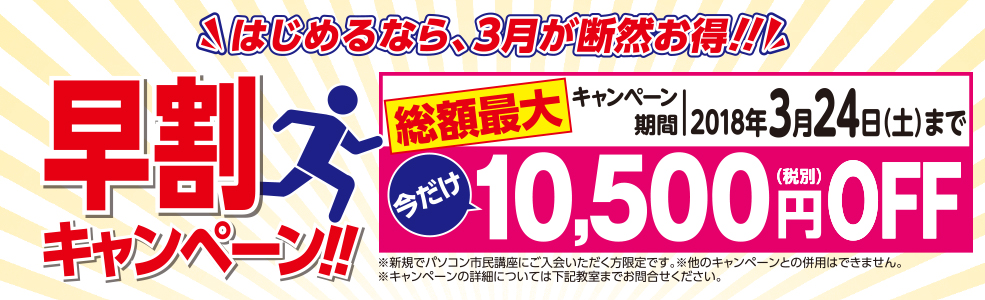 はじめるなら、3月が断然お得!!
早割
キャンペーン!!
総額最大
キャンペーン
期間
2018年3月24日(土)まで
今だけ
10,500円(税別)OFF
※新規でパソコン市民講座にご入会いただく方限定です。※他のキャンペーンとの併用はできません。
※キャンペーンの詳細については下記教室までお問合せください。